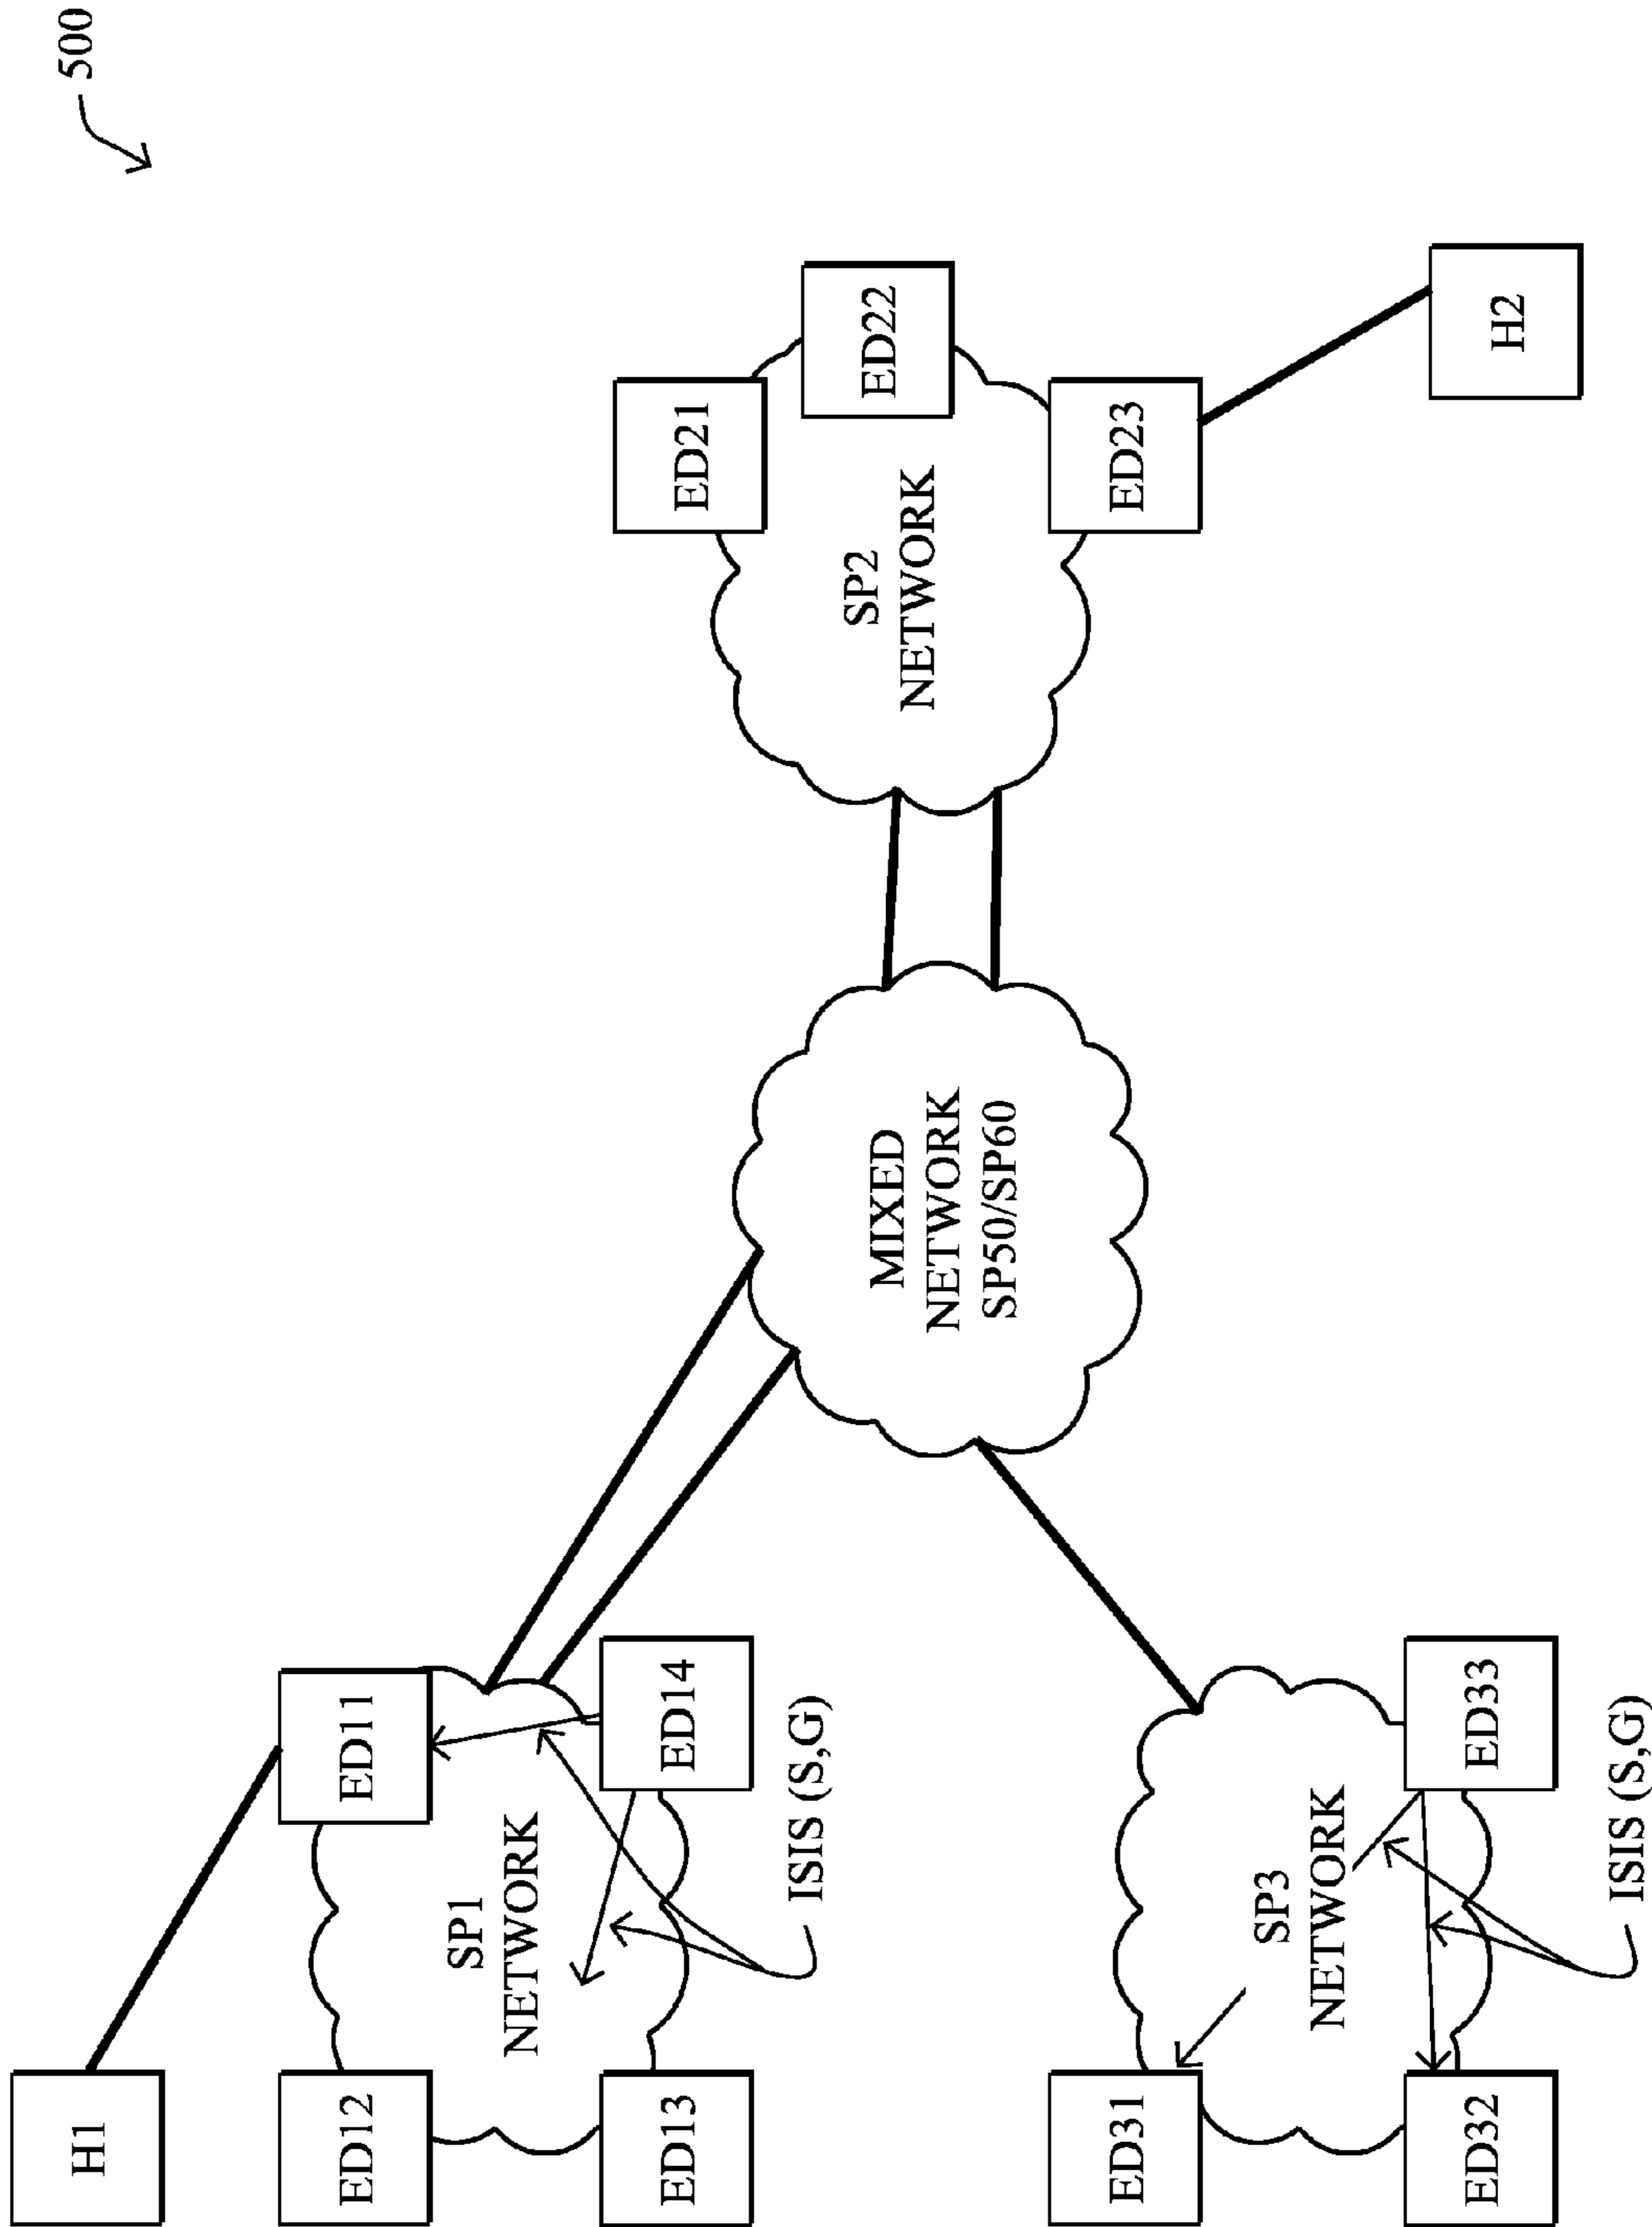 500
H1
ED12
ED11
ED13
ED14
SP1
NETWORK
ISIS (S,G)
MIXED
NETWORK
SP50/SP60
ED21
ED22
SP2
NETWORK
ED23
H2
ED31
SP3
NETWORK
ED32
ED33
ISIS (S,G)